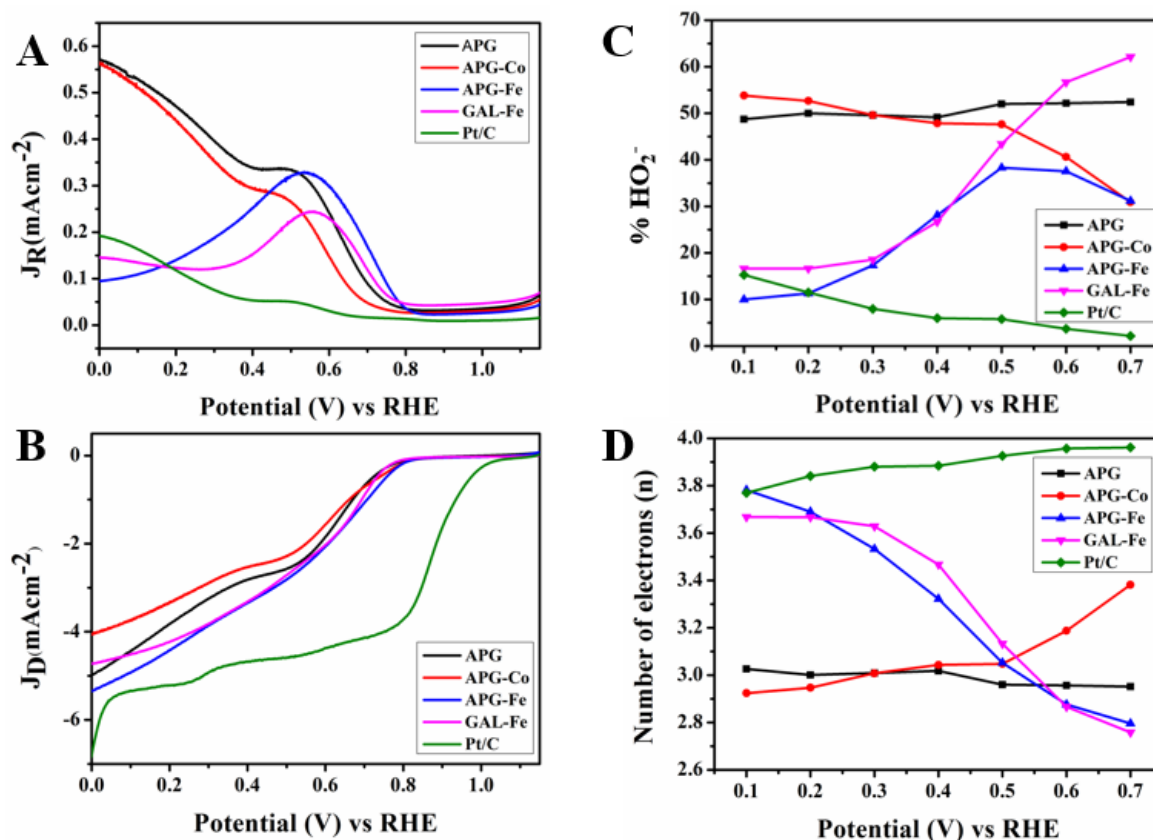 A
J_R(mAcm⁻²)
0.6
0.5
0.4
0.3
0.2
0.1
0.0
APG
APG-Co
APG-Fe
GAL-Fe
Pt/C
0.0 0.2 0.4 0.6 0.8 1.0
Potential (V) vs RHE
C
% HO₂⁻
70
60
50
40
30
20
10
0
APG
APG-Co
APG-Fe
GAL-Fe
Pt/C
0.1 0.2 0.3 0.4 0.5 0.6 0.7
Potential (V) vs RHE
B
J_D(mAcm⁻²)
0
-2
-4
-6
APG
APG-Co
APG-Fe
GAL-Fe
Pt/C
0.0 0.2 0.4 0.6 0.8 1.0
Potential (V) vs RHE
D
Number of electrons (n)
4.0
3.8
3.6
3.4
3.2
3.0
2.8
2.6
APG
APG-Co
APG-Fe
GAL-Fe
Pt/C
0.1 0.2 0.3 0.4 0.5 0.6 0.7
Potential (V) vs RHE